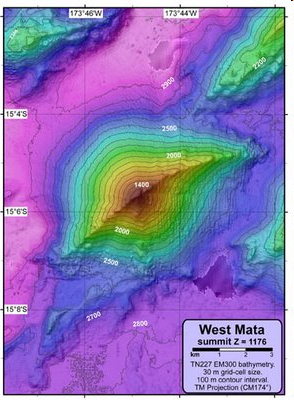 173°46'W 173°44'W
2900
2200
15°4'S
2500
2000
1400
15°6'S
2000
2500
15°8'S
2700
2800
West Mata
summit Z = 1176
km 1 2 3
TN227 EM300 bathymetry.
30 m grid-cell size.
100 m contour interval.
TM Projection (CM174°)